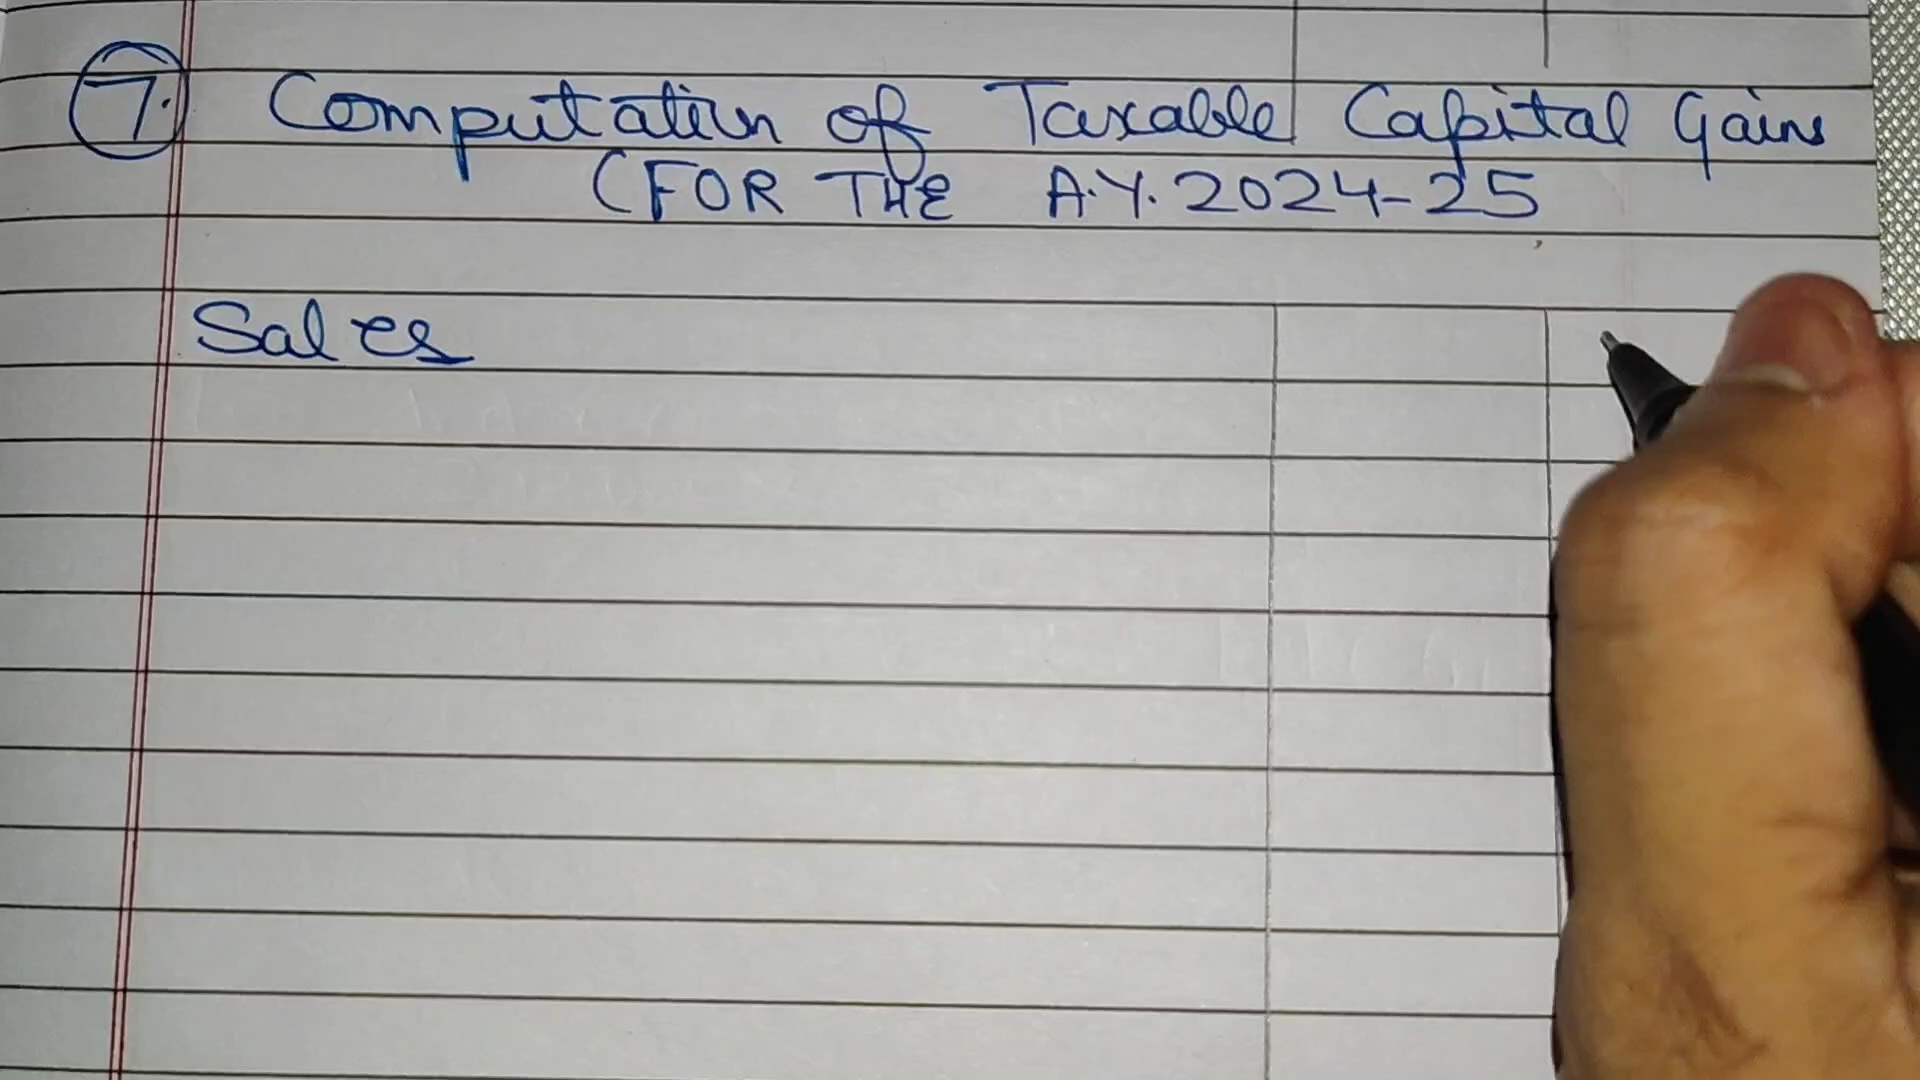 7. Computation of Taxable Capital Gains
(FOR THE A.Y. 2024-25
Sales